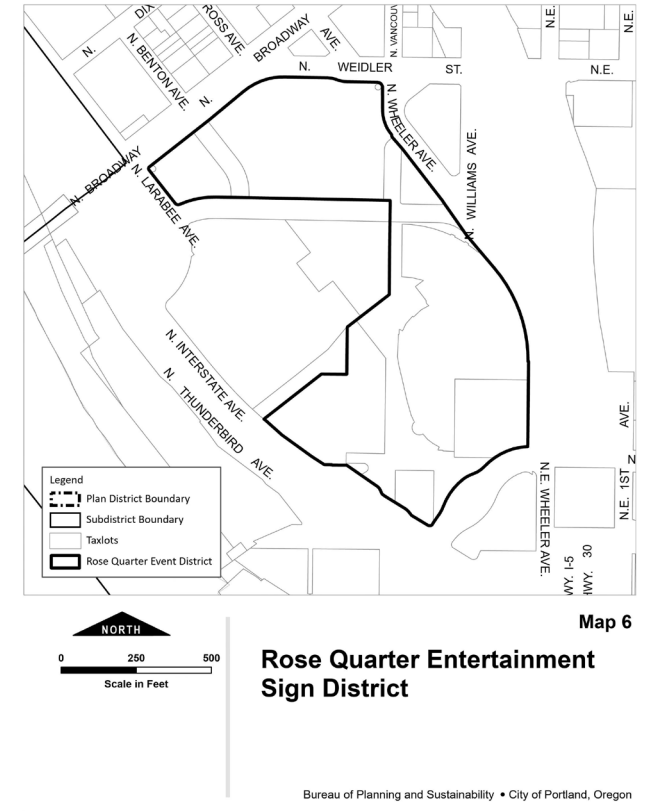 DIX
ROSS AVE.
BROADWAY
AVE.
N. VANCOUV
N.E.
N.E.
N.
N. BENTON AVE.
N.
N. WEIDLER ST.
N.E.
N. WHEELER AVE.
N. WILLIAMS AVE.
N. BROADWAY
N. LARABEE AVE.
N. INTERSTATE AVE.
N. THUNDERBIRD AVE.
AVE.
N
N.E. 1ST
N.E. WHEELER AVE.
WY. I-5
HWY. 30
Legend
Plan District Boundary
Subdistrict Boundary
Taxlots
Rose Quarter Event District
NORTH
0 250 500
Scale in Feet
Map 6
Rose Quarter Entertainment
Sign District
Bureau of Planning and Sustainability • City of Portland, Oregon